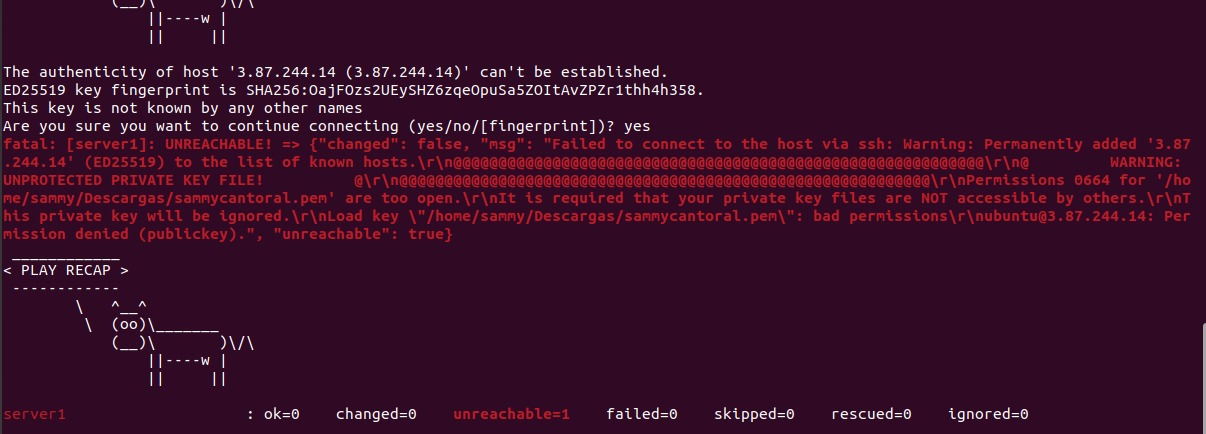 (__)\       )\/\
||----w |
||     ||
The authenticity of host '3.87.244.14 (3.87.244.14)' can't be established.
ED25519 key fingerprint is SHA256:OajFOzs2UEySHZ6zqeOpuSa5ZOItAvZPZr1thh4h358.
This key is not known by any other names
Are you sure you want to continue connecting (yes/no/[fingerprint])? yes
fatal: [server1]: UNREACHABLE! => {"changed": false, "msg": "Failed to connect to the host via ssh: Warning: Permanently added '3.87
.244.14' (ED25519) to the list of known hosts.\r\n@@@@@@@@@@@@@@@@@@@@@@@@@@@@@@@@@@@@@@@@@@@@@@@@@@@@@@@@@@@\r\n@         WARNING:
UNPROTECTED PRIVATE KEY FILE!          @\r\n@@@@@@@@@@@@@@@@@@@@@@@@@@@@@@@@@@@@@@@@@@@@@@@@@@@@@@@@@@@\r\nPermissions 0664 for '/ho
me/sammy/Descargas/sammycantoral.pem' are too open.\r\nIt is required that your private key files are NOT accessible by others.\r\nT
his private key will be ignored.\r\nLoad key \"/home/sammy/Descargas/sammycantoral.pem\": bad permissions\r\nubuntu@3.87.244.14: Per
mission denied (publickey).", "unreachable": true}
 ____________
< PLAY RECAP >
 ------------
        \   ^__^
         \  (oo)\_______
            (__)\       )\/\
                ||----w |
                ||     ||
server1                    : ok=0    changed=0    unreachable=1    failed=0    skipped=0    rescued=0    ignored=0